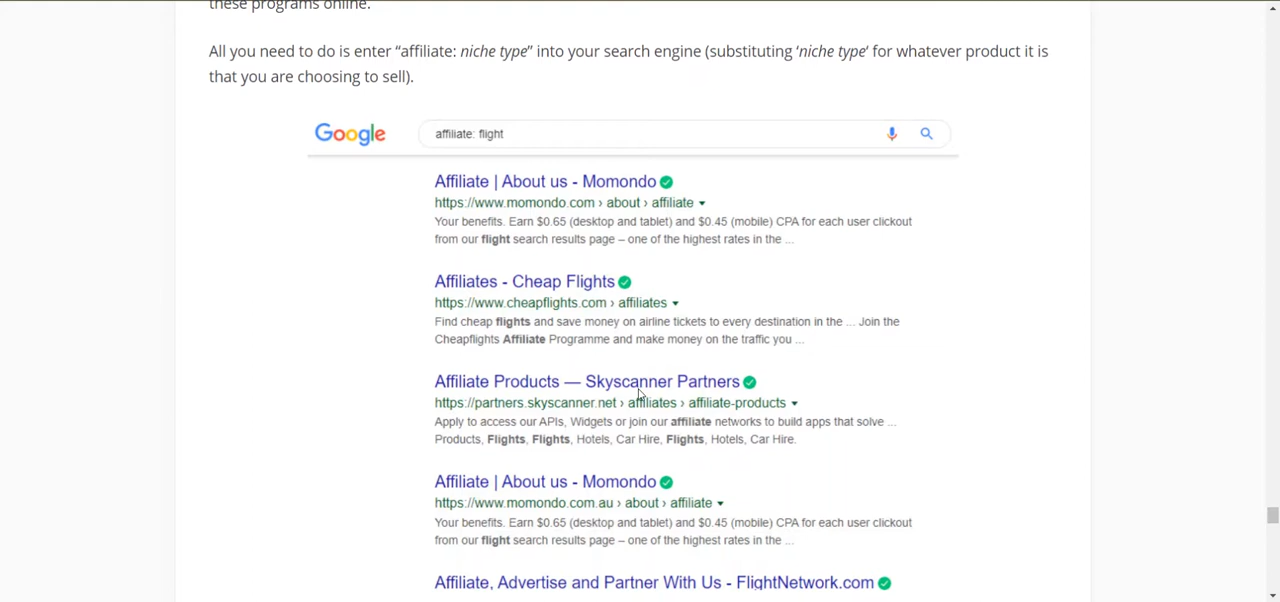 these programs online.
All you need to do is enter “affiliate: niche type” into your search engine (substituting ‘niche type‘ for whatever product it is
that you are choosing to sell).
Google
affiliate: flight
Affiliate | About us - Momondo
https://www.momondo.com › about › affiliate
Your benefits. Earn $0.65 (desktop and tablet) and $0.45 (mobile) CPA for each user clickout
from our flight search results page – one of the highest rates in the ...
Affiliates - Cheap Flights
https://www.cheapflights.com › affiliates
Find cheap flights and save money on airline tickets to every destination in the ... Join the
Cheapflights Affiliate Programme and make money on the traffic you ...
Affiliate Products — Skyscanner Partners
https://partners.skyscanner.net › affiliates › affiliate-products
Apply to access our APIs, Widgets or join our affiliate networks to build apps that solve ...
Products, Flights, Flights, Hotels, Car Hire, Flights, Hotels, Car Hire.
Affiliate | About us - Momondo
https://www.momondo.com.au › about › affiliate
Your benefits. Earn $0.65 (desktop and tablet) and $0.45 (mobile) CPA for each user clickout
from our flight search results page – one of the highest rates in the ...
Affiliate, Advertise and Partner With Us - FlightNetwork.com